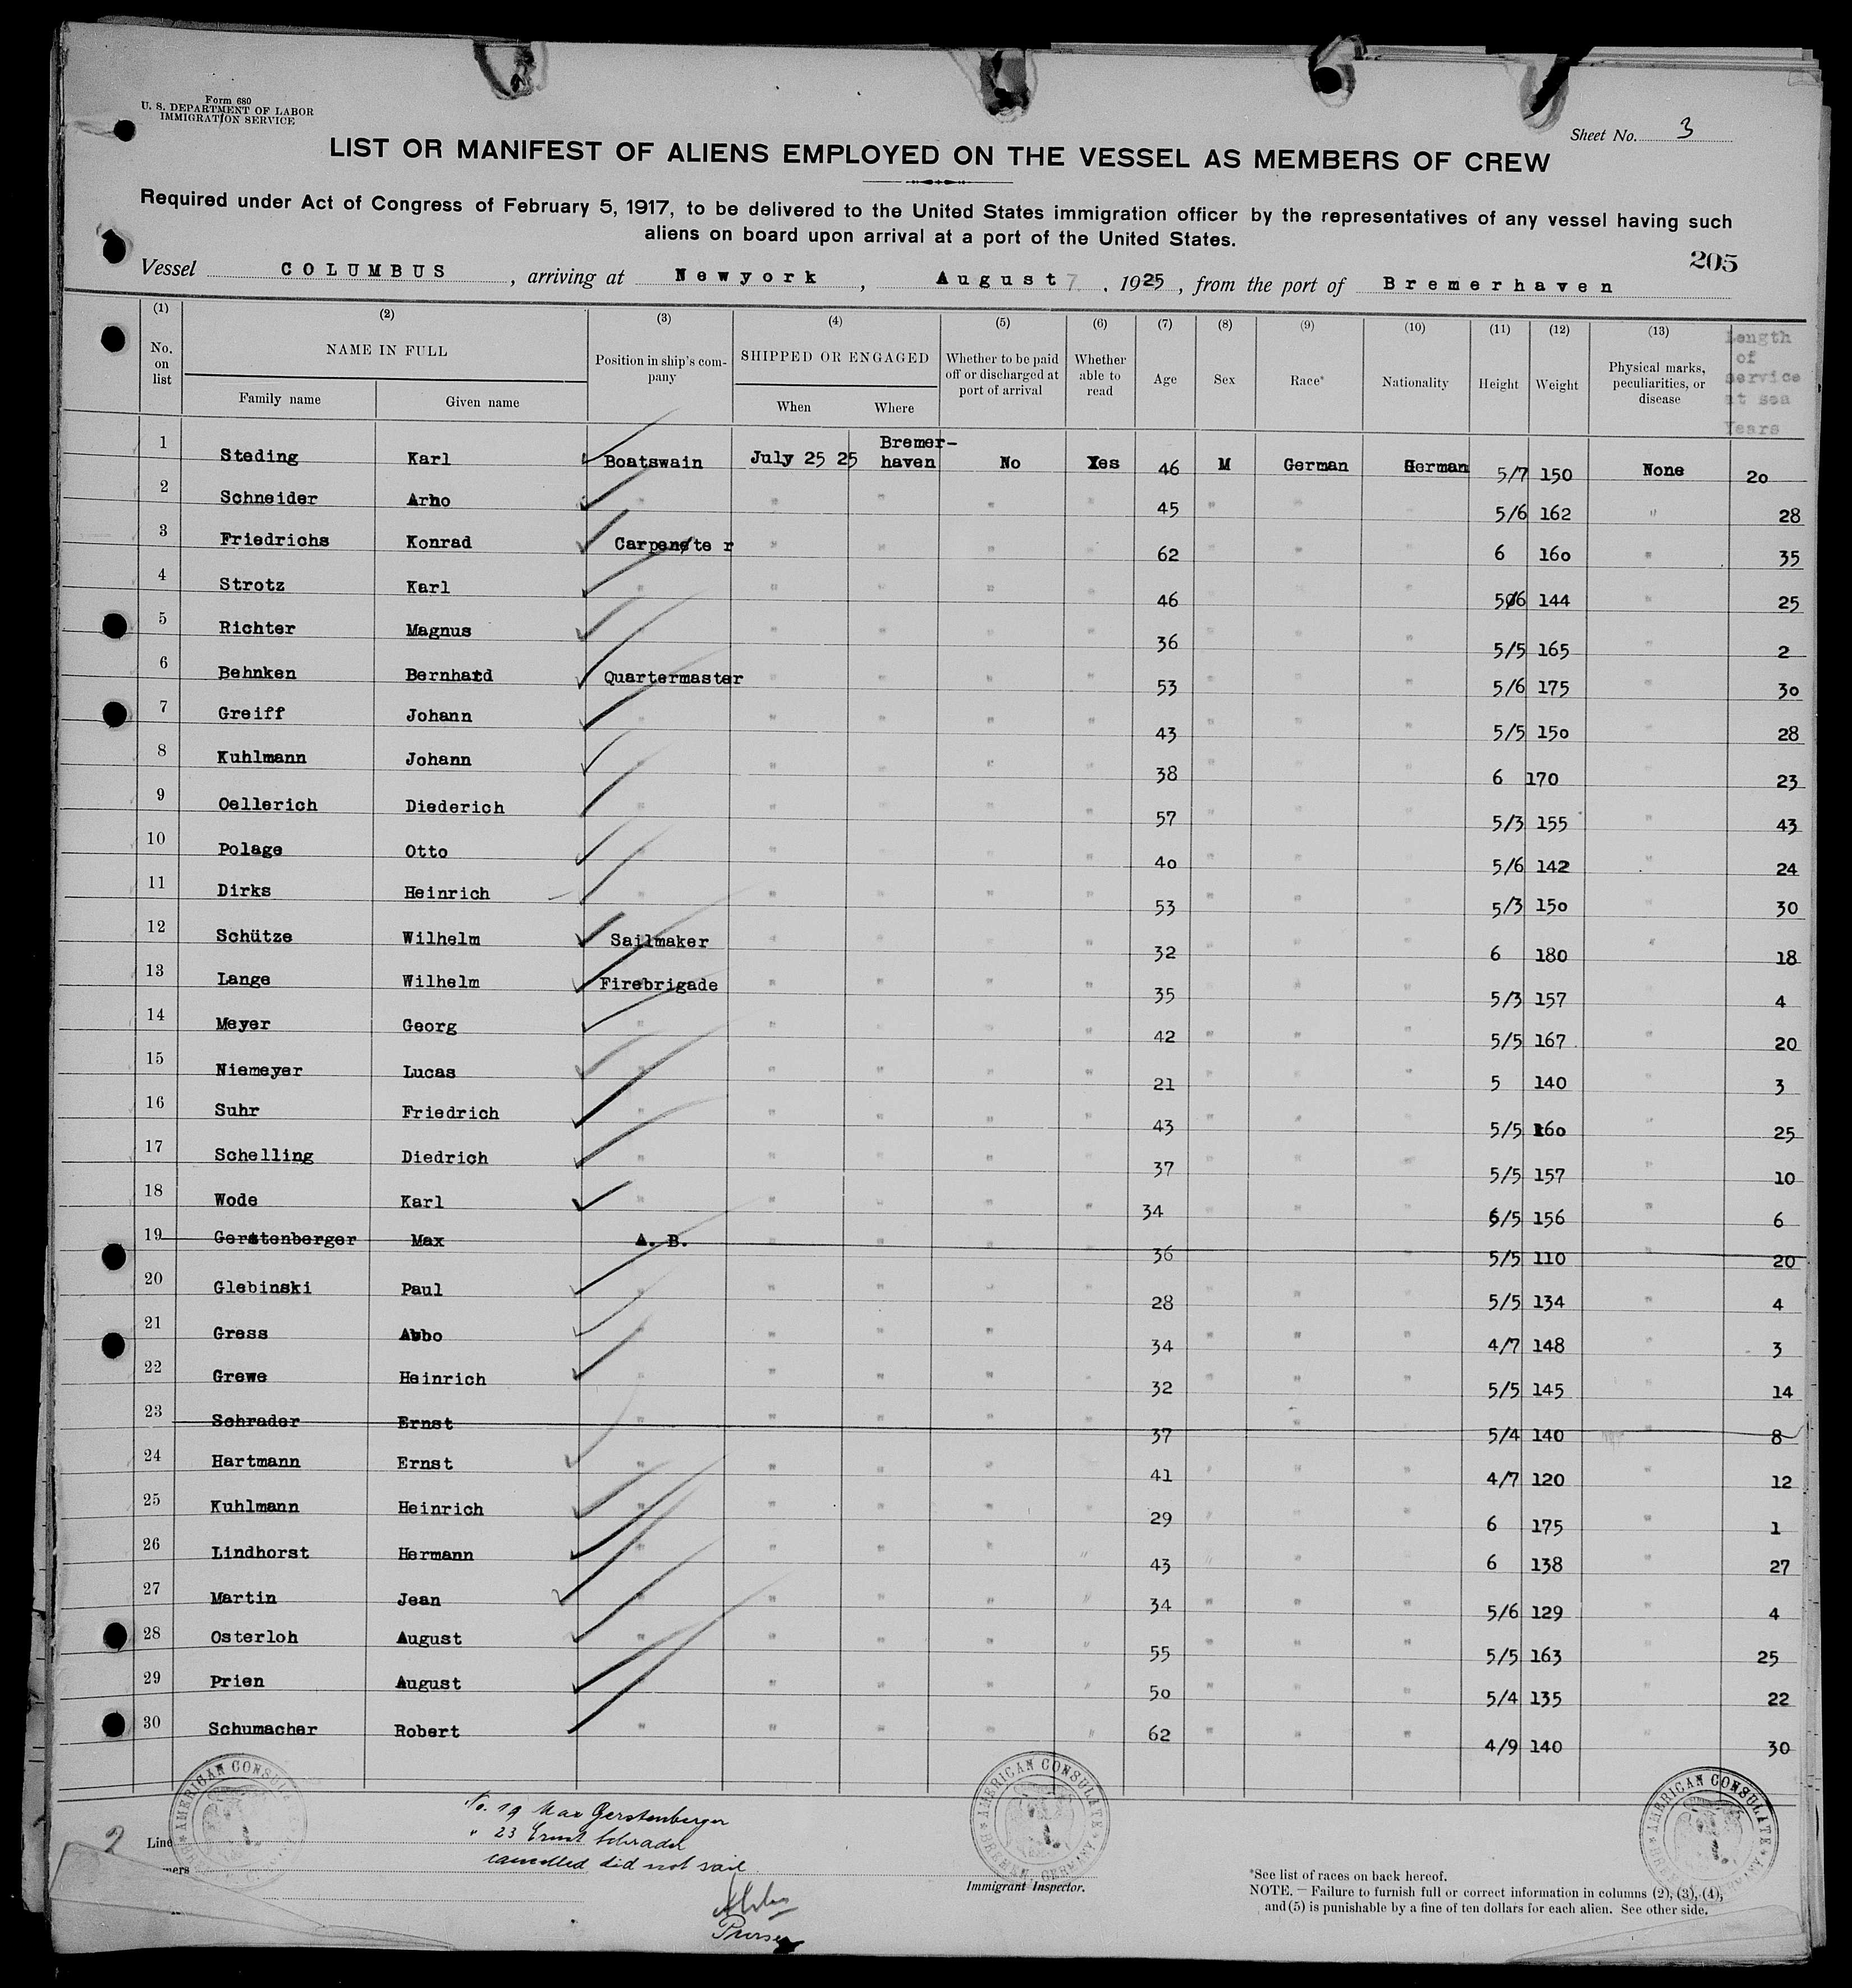 Form 680
U. S. DEPARTMENT OF LABOR
IMMIGRATION SERVICE
Sheet No. 3
LIST OR MANIFEST OF ALIENS EMPLOYED ON THE VESSEL AS MEMBERS OF CREW
Required under Act of Congress of February 5, 1917, to be delivered to the United States immigration officer by the representatives of any vessel having such
aliens on board upon arrival at a port of the United States.
205
Vessel COLUMBUS, arriving at Newyork, August 7, 1925, from the port of Bremerhaven
(1) (2) (3) (4) (5) (6) (7) (8) (9) (10) (11) (12) (13)
No. on list NAME IN FULL Family name Given name Position in ship's company SHIPPED OR ENGAGED When Where Whether to be paid off or discharged at port of arrival Whether able to read Age Sex Race* Nationality Height Weight Physical marks, peculiarities, or disease Length of service at sea Years
1 Steding Karl Boatswain July 25 25 Bremer-haven No Yes 46 M German German 5/7 150 None 20
2 Schneider Arno " " " " " 45 " 5/6 162 " 28
3 Friedrichs Konrad Carpenter " " " " 62 6 160 " 35
4 Strotz Karl " " " " " 46 5/6 144 " 25
5 Richter Magnus " " " " 36 " " 5/5 165 " 2
6 Behnken Bernhard Quartermaster " " " " 53 " " " 5/6 175 " 30
7 Greiff Johann " " " " " 43 " " " 5/5 150 " 28
8 Kuhlmann Johann " " " " 38 " " " 6 170 " 23
9 Oellerich Diederich " " " " " 57 " " " 5/3 155 " 43
10 Polage Otto " " " " " 40 " " 5/6 142 " 24
11 Dirks Heinrich " " " " " 53 " " " 5/3 150 " 30
12 Schütze Wilhelm Sailmaker " " " " 32 " " " 6 180 " 18
13 Lange Wilhelm Firebrigade " " " " 35 " " " 5/3 157 " 4
14 Meyer Georg " " " " " 42 " " " 5/5 167 " 20
15 Niemeyer Lucas " " " " " 21 " " " 5 140 " 3
16 Suhr Friedrich " " " " " 43 " " " 5/5 160 " 25
17 Schelling Diedrich " " " " " 37 " " " 5/5 157 " 10
18 Wode Karl " " " " " 34 " " " 5/5 156 " 6
19 Gerstenberger Max A. B. " " " " 36 " " " 5/5 110 " 20
20 Glebinski Paul " " " " " 28 " " " 5/5 134 " 4
21 Gress Abbo " " " " 34 " " " 4/7 148 " 3
22 Grewe Heinrich " " " " 32 " " " 5/5 145 " 14
23 Schrader Ernst " " " " 37 " " 5/4 140 " 8
24 Hartmann Ernst " " " " 41 " " " 4/7 120 " 12
25 Kuhlmann Heinrich " " " " 29 " " " 6 175 " 1
26 Lindhorst Hermann " " " " 43 " " 6 138 " 27
27 Martin Jean " " " " 34 " " " 5/6 129 " 4
28 Osterloh August " " " " " 55 " " " 5/5 163 " 25
29 Prien August " " " " 50 " " " 5/4 135 " 22
30 Schumacher Robert " " " " " 62 " " " 4/9 140 " 30
No. 19 Max Gerstenberger
" 23 Ernst Schrader
cancelled did not sail
Purser
2
Line
AMERICAN CONSULATE
AMERICAN CONSULATE BREMEN, GERMANY
AMERICAN CONSULATE BREMEN, GERMANY
Immigrant Inspector.
*See list of races on back hereof.
NOTE. — Failure to furnish full or correct information in columns (2), (3), (4),
and (5) is punishable by a fine of ten dollars for each alien. See other side.